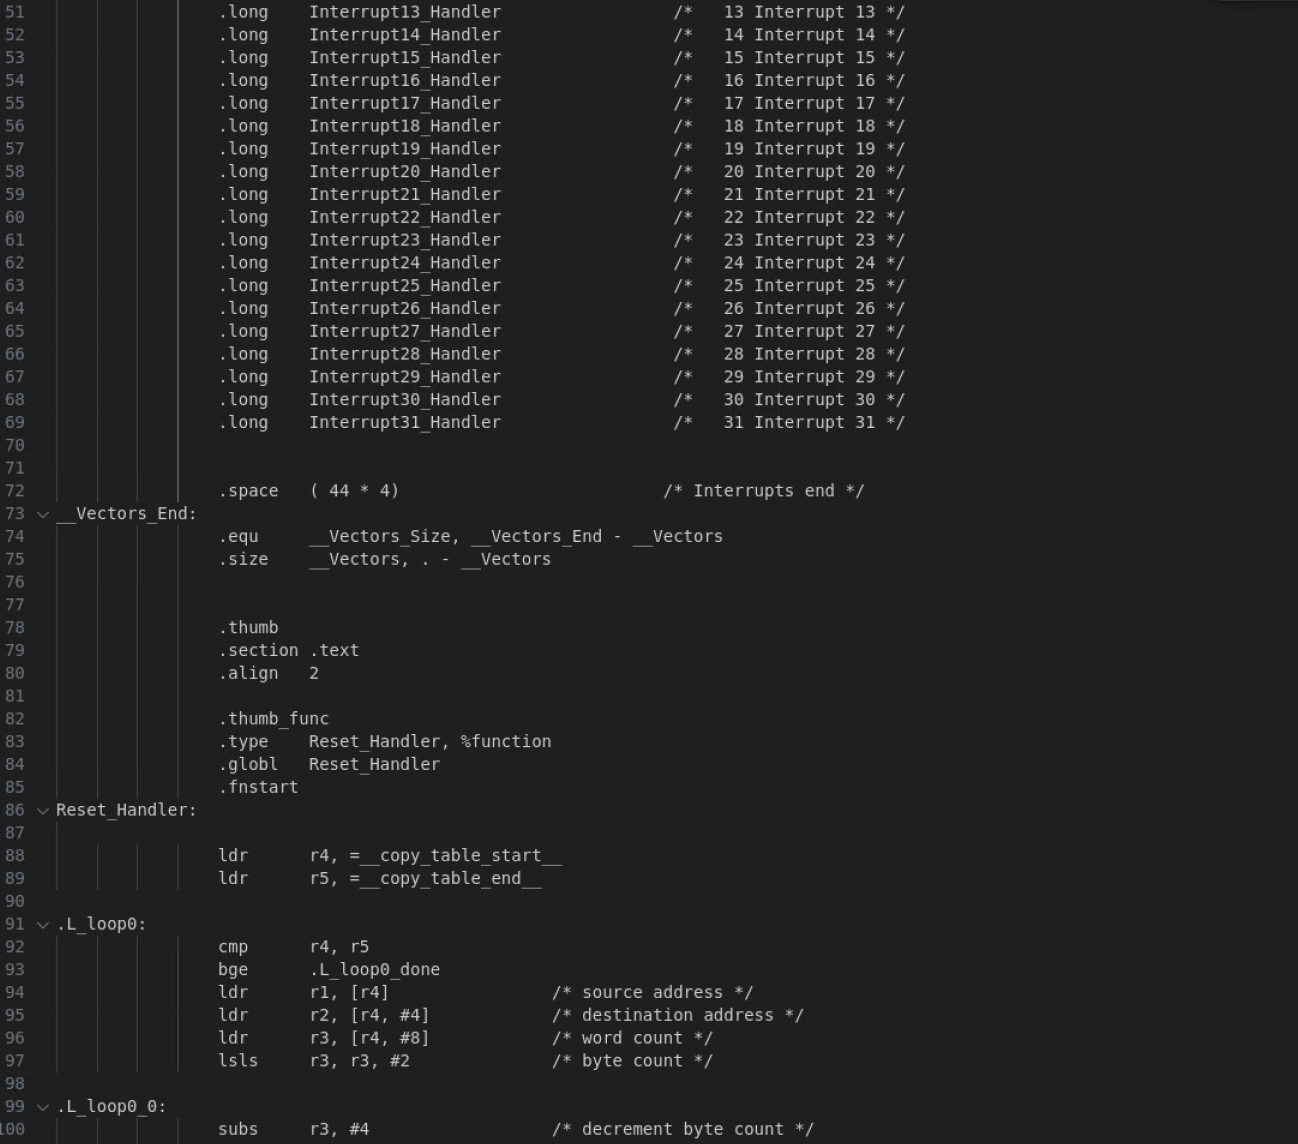 51 .long Interrupt13_Handler /* 13 Interrupt 13 */
52 .long Interrupt14_Handler /* 14 Interrupt 14 */
53 .long Interrupt15_Handler /* 15 Interrupt 15 */
54 .long Interrupt16_Handler /* 16 Interrupt 16 */
55 .long Interrupt17_Handler /* 17 Interrupt 17 */
56 .long Interrupt18_Handler /* 18 Interrupt 18 */
57 .long Interrupt19_Handler /* 19 Interrupt 19 */
58 .long Interrupt20_Handler /* 20 Interrupt 20 */
59 .long Interrupt21_Handler /* 21 Interrupt 21 */
60 .long Interrupt22_Handler /* 22 Interrupt 22 */
61 .long Interrupt23_Handler /* 23 Interrupt 23 */
62 .long Interrupt24_Handler /* 24 Interrupt 24 */
63 .long Interrupt25_Handler /* 25 Interrupt 25 */
64 .long Interrupt26_Handler /* 26 Interrupt 26 */
65 .long Interrupt27_Handler /* 27 Interrupt 27 */
66 .long Interrupt28_Handler /* 28 Interrupt 28 */
67 .long Interrupt29_Handler /* 29 Interrupt 29 */
68 .long Interrupt30_Handler /* 30 Interrupt 30 */
69 .long Interrupt31_Handler /* 31 Interrupt 31 */
70
71
72 .space ( 44 * 4) /* Interrupts end */
73 __Vectors_End:
74 .equ __Vectors_Size, __Vectors_End - __Vectors
75 .size __Vectors, . - __Vectors
76
77
78 .thumb
79 .section .text
80 .align 2
81
82 .thumb_func
83 .type Reset_Handler, %function
84 .globl Reset_Handler
85 .fnstart
86 Reset_Handler:
87
88 ldr r4, =__copy_table_start__
89 ldr r5, =__copy_table_end__
90
91 .L_loop0:
92 cmp r4, r5
93 bge .L_loop0_done
94 ldr r1, [r4] /* source address */
95 ldr r2, [r4, #4] /* destination address */
96 ldr r3, [r4, #8] /* word count */
97 lsls r3, r3, #2 /* byte count */
98
99 .L_loop0_0:
100 subs r3, #4 /* decrement byte count */